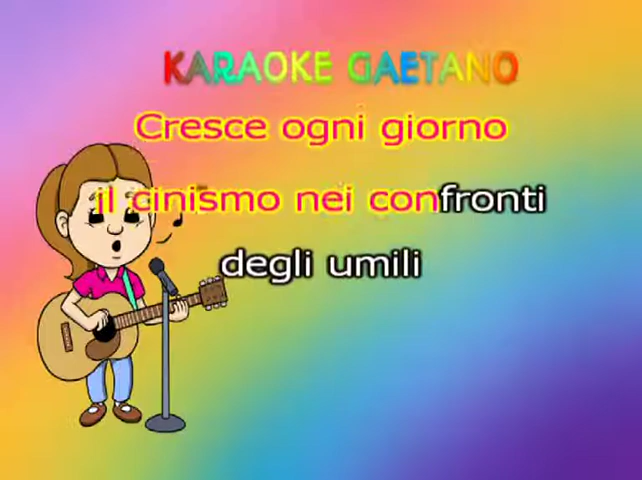 KARAOKE GAETANO
Cresce ogni giorno
il cinismo nei confronti
degli umili